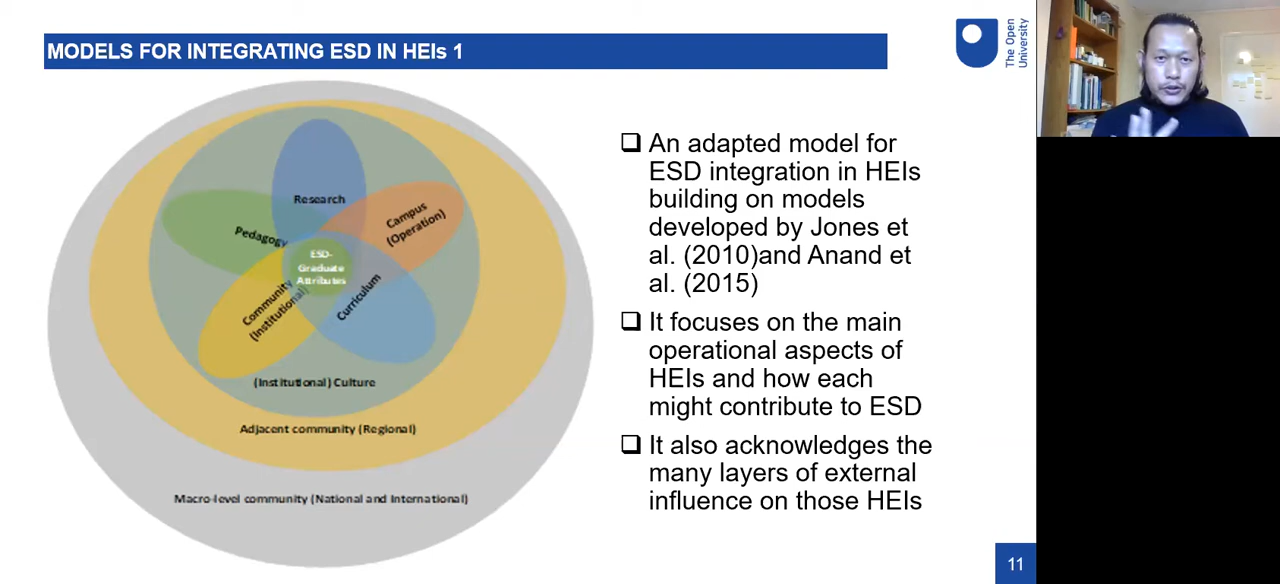 MODELS FOR INTEGRATING ESD IN HEIs 1
The Open
University
Research
Campus
(Operation)
Pedagogy
ESD-
Graduate
Attributes
Community
(Institutional)
Curriculum
(Institutional) Culture
Adjacent community (Regional)
Macro-level community (National and International)
An adapted model for
ESD integration in HEIs
building on models
developed by Jones et
al. (2010)and Anand et
al. (2015)
It focuses on the main
operational aspects of
HEIs and how each
might contribute to ESD
It also acknowledges the
many layers of external
influence on those HEIs
11